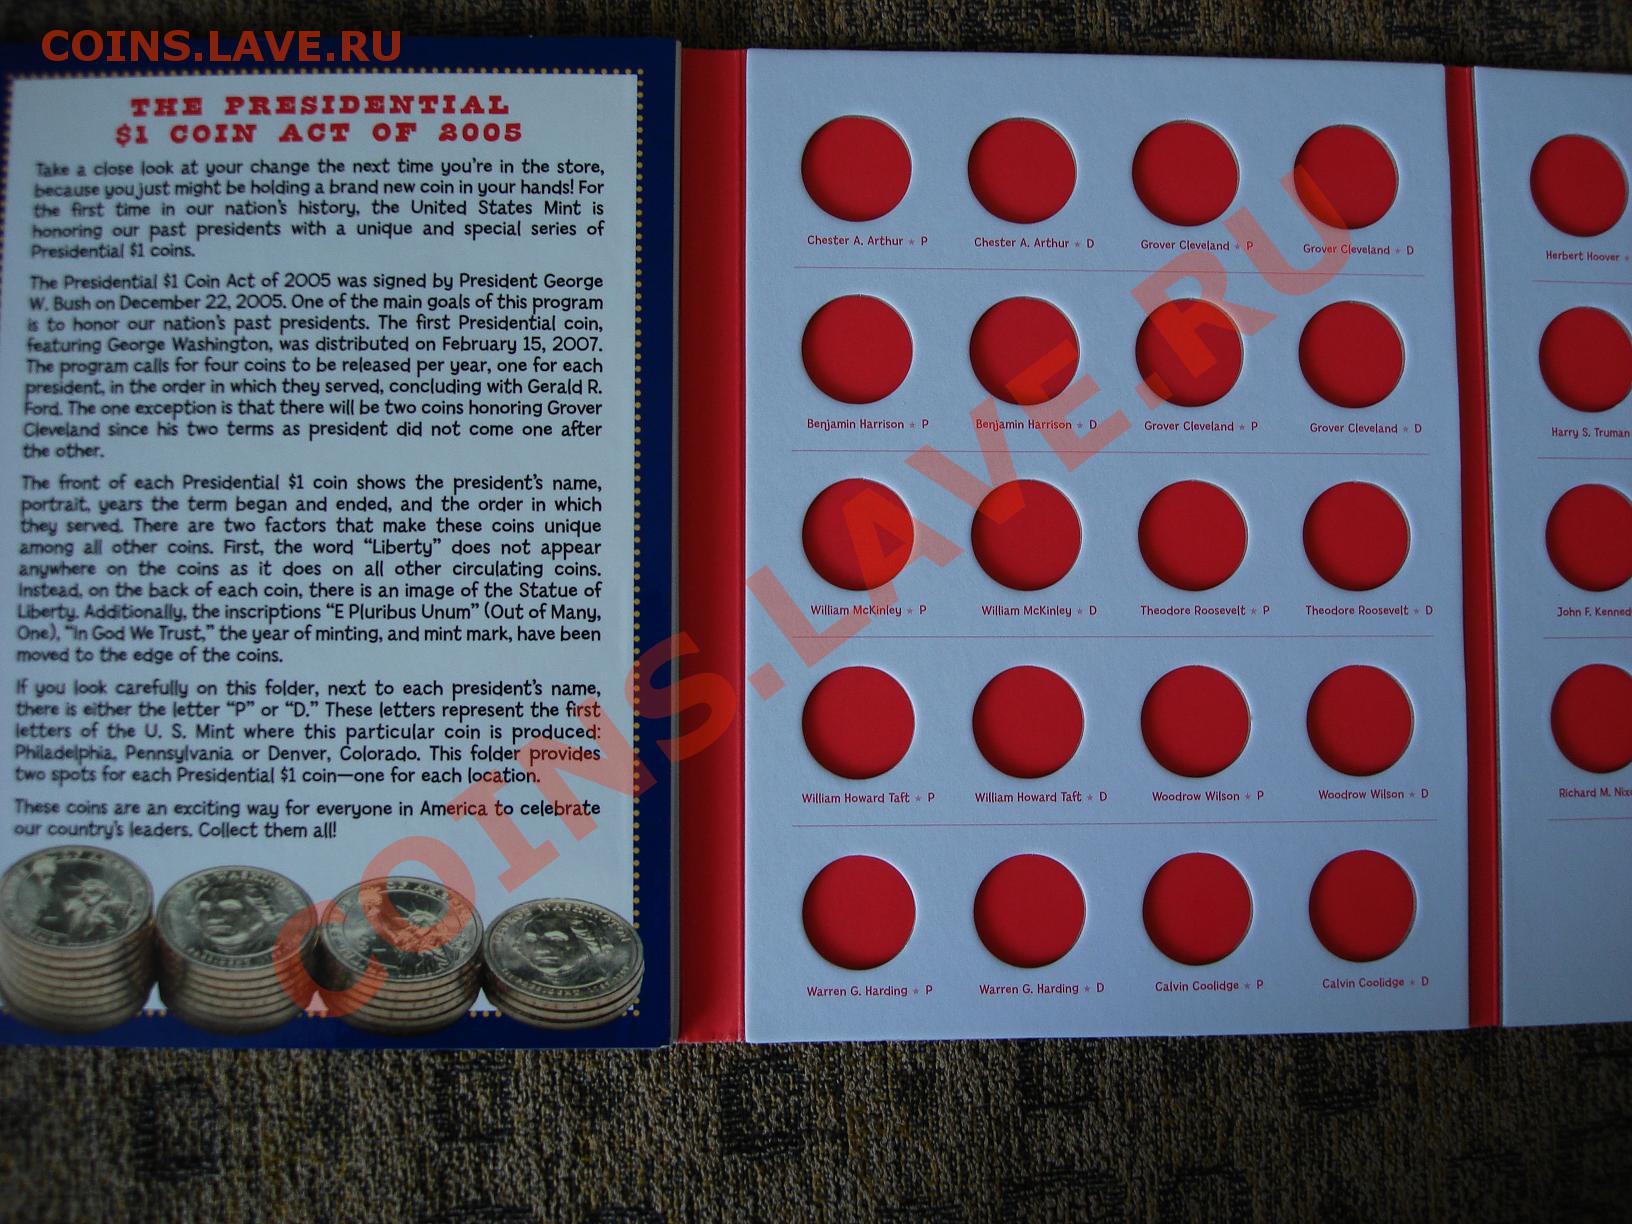 COINS.LAVE.RU
THE PRESIDENTIAL
$1 COIN ACT OF 2005
Take a close look at your change the next time you're in the store,
because you just might be holding a brand new coin in your hands! For
the first time in our nation's history, the United States Mint is
honoring our past presidents with a unique and special series of
Presidential $1 coins.
The Presidential $1 Coin Act of 2005 was signed by President George
W. Bush on December 22, 2005. One of the main goals of this program
is to honor our nation's past presidents. The first Presidential coin,
featuring George Washington, was distributed on February 15, 2007.
The program calls for four coins to be released per year, one for each
president, in the order in which they served, concluding with Gerald R.
Ford. The one exception is that there will be two coins honoring Grover
Cleveland since his two terms as president did not come one after
the other.
The front of each Presidential $1 coin shows the president's name,
portrait, years the term began and ended, and the order in which
they served. There are two factors that make these coins unique
among all other coins. First, the word “Liberty” does not appear
anywhere on the coins as it does on all other circulating coins.
Instead, on the back of each coin, there is an image of the Statue of
Liberty. Additionally, the inscriptions “E Pluribus Unum” (Out of Many,
One), “In God We Trust,” the year of minting, and mint mark, have been
moved to the edge of the coins.
If you look carefully on this folder, next to each president's name,
there is either the letter “P” or “D.” These letters represent the first
letters of the U. S. Mint where this particular coin is produced:
Philadelphia, Pennsylvania or Denver, Colorado. This folder provides
two spots for each Presidential $1 coin—one for each location.
These coins are an exciting way for everyone in America to celebrate
our country's leaders. Collect them all!
Chester A. Arthur ★ P
Chester A. Arthur ★ D
Grover Cleveland ★ P
Grover Cleveland ★ D
Benjamin Harrison ★ P
Benjamin Harrison ★ D
Grover Cleveland ★ P
Grover Cleveland ★ D
William McKinley ★ P
William McKinley ★ D
Theodore Roosevelt ★ P
Theodore Roosevelt ★ D
William Howard Taft ★ P
William Howard Taft ★ D
Woodrow Wilson ★ P
Woodrow Wilson ★ D
Warren G. Harding ★ P
Warren G. Harding ★ D
Calvin Coolidge ★ P
Calvin Coolidge ★ D
Herbert Hoover ★
Harry S. Truman
John F. Kenned
Richard M. Nix
COINS.LAVE.RU